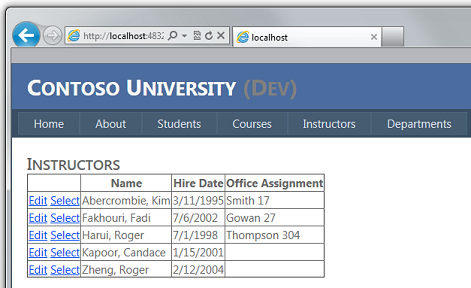 http://localhost:4832
localhost
CONTOSO UNIVERSITY (DEV)
Home About Students Courses Instructors Departments
INSTRUCTORS
Name Hire Date Office Assignment
Edit Select Abercrombie, Kim 3/11/1995 Smith 17
Edit Select Fakhouri, Fadi 7/6/2002 Gowan 27
Edit Select Harui, Roger 7/1/1998 Thompson 304
Edit Select Kapoor, Candace 1/15/2001
Edit Select Zheng, Roger 2/12/2004